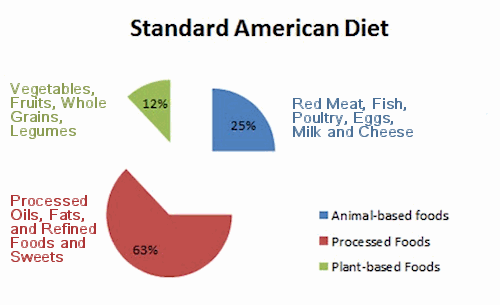 Standard American Diet
Vegetables,
Fruits, Whole
Grains,
Legumes
12%
25%
Red Meat, Fish,
Poultry, Eggs,
Milk and Cheese
Processed
Oils, Fats,
and Refined
Foods and
Sweets
63%
Animal-based foods
Processed Foods
Plant-based Foods